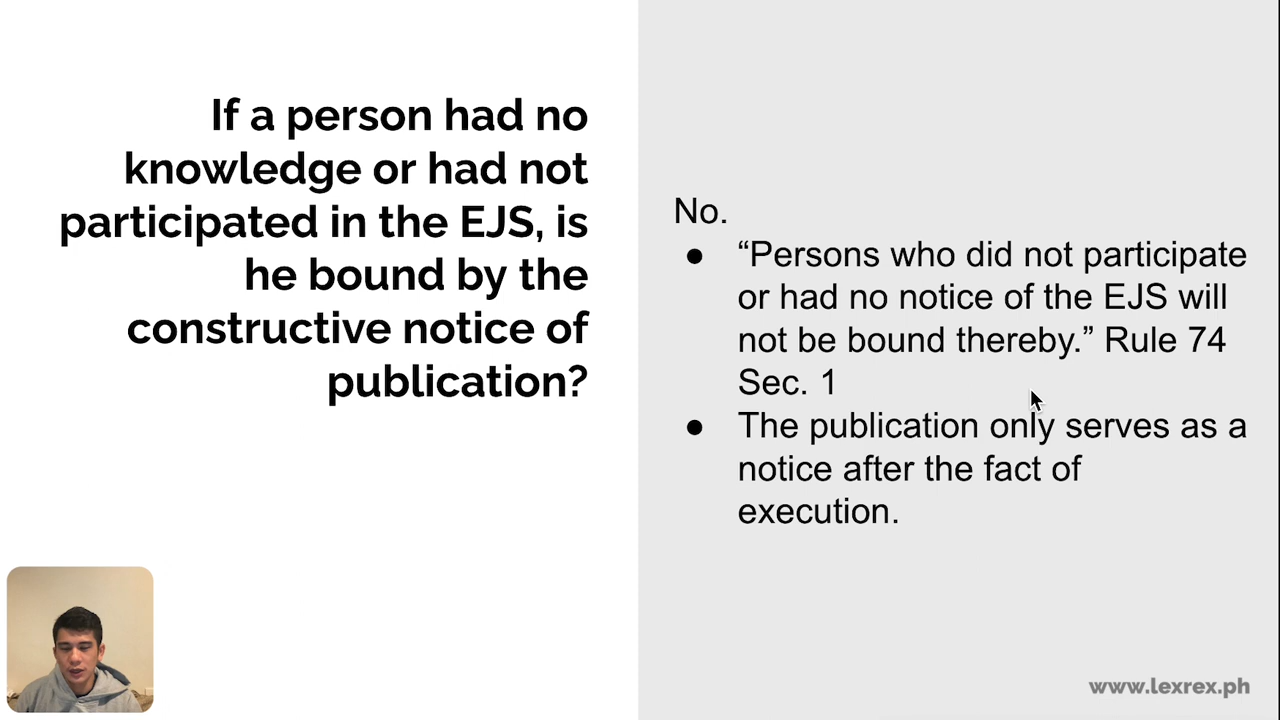 If a person had no
knowledge or had not
participated in the EJS, is
he bound by the
constructive notice of
publication?
No.
● “Persons who did not participate
or had no notice of the EJS will
not be bound thereby.” Rule 74
Sec. 1
● The publication only serves as a
notice after the fact of
execution.
www.lexrex.ph